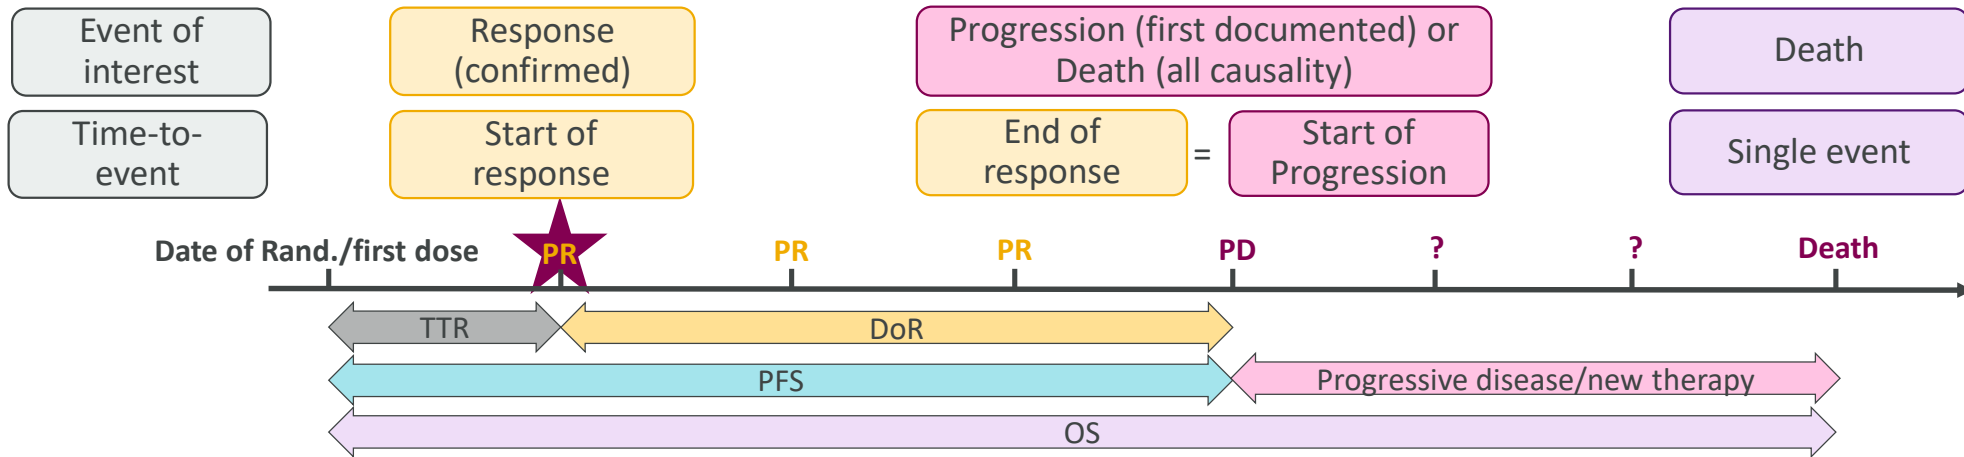 Event of
interest
Response
(confirmed)
Progression (first documented) or
Death (all causality)
Death
Time-to-
event
Start of
response
End of
response
=
Start of
Progression
Single event
Date of Rand./first dose
PR
PR
PR
PD
?
?
Death
TTR
DoR
PFS
Progressive disease/new therapy
OS